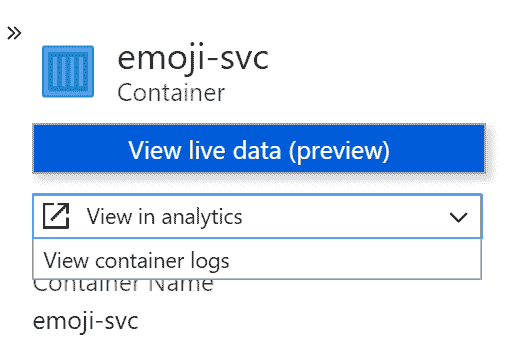 »
emoji-svc
Container
View live data (preview)
View in analytics
View container logs
Container Name
emoji-svc